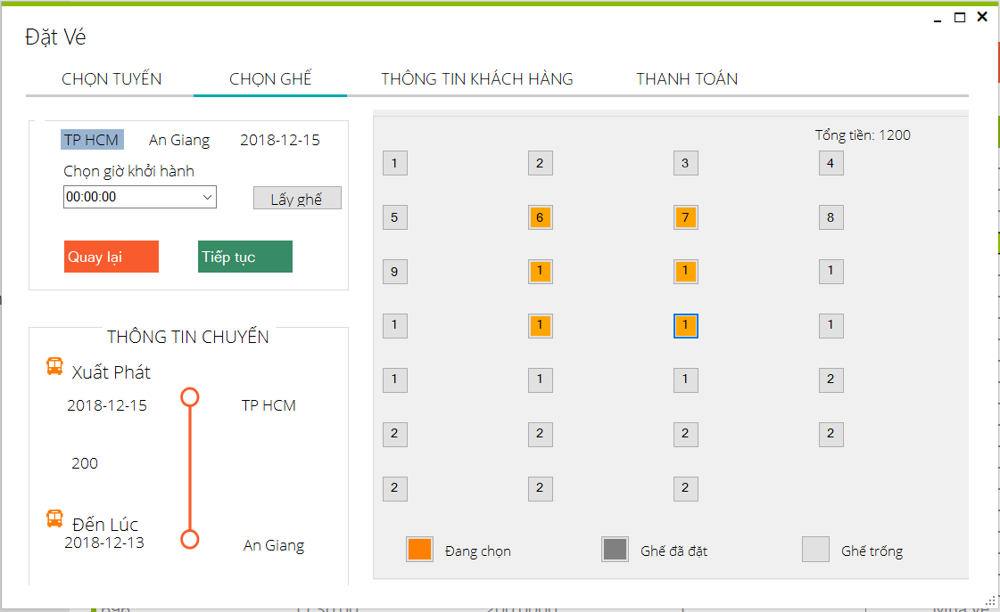 Đặt Vé
CHỌN TUYẾN CHỌN GHẾ THÔNG TIN KHÁCH HÀNG THANH TOÁN
TP HCM An Giang 2018-12-15
Chọn giờ khởi hành
00:00:00 Lấy ghế
Quay lại Tiếp tục
THÔNG TIN CHUYẾN
Xuất Phát
2018-12-15 TP HCM
200
Đến Lúc
2018-12-13 An Giang
Tổng tiền: 1200
1 2 3 4
5 6 7 8
9 1 1 1
1 1 1 1
1 1 1 2
2 2 2 2
2 2 2
Đang chọn Ghế đã đặt Ghế trống